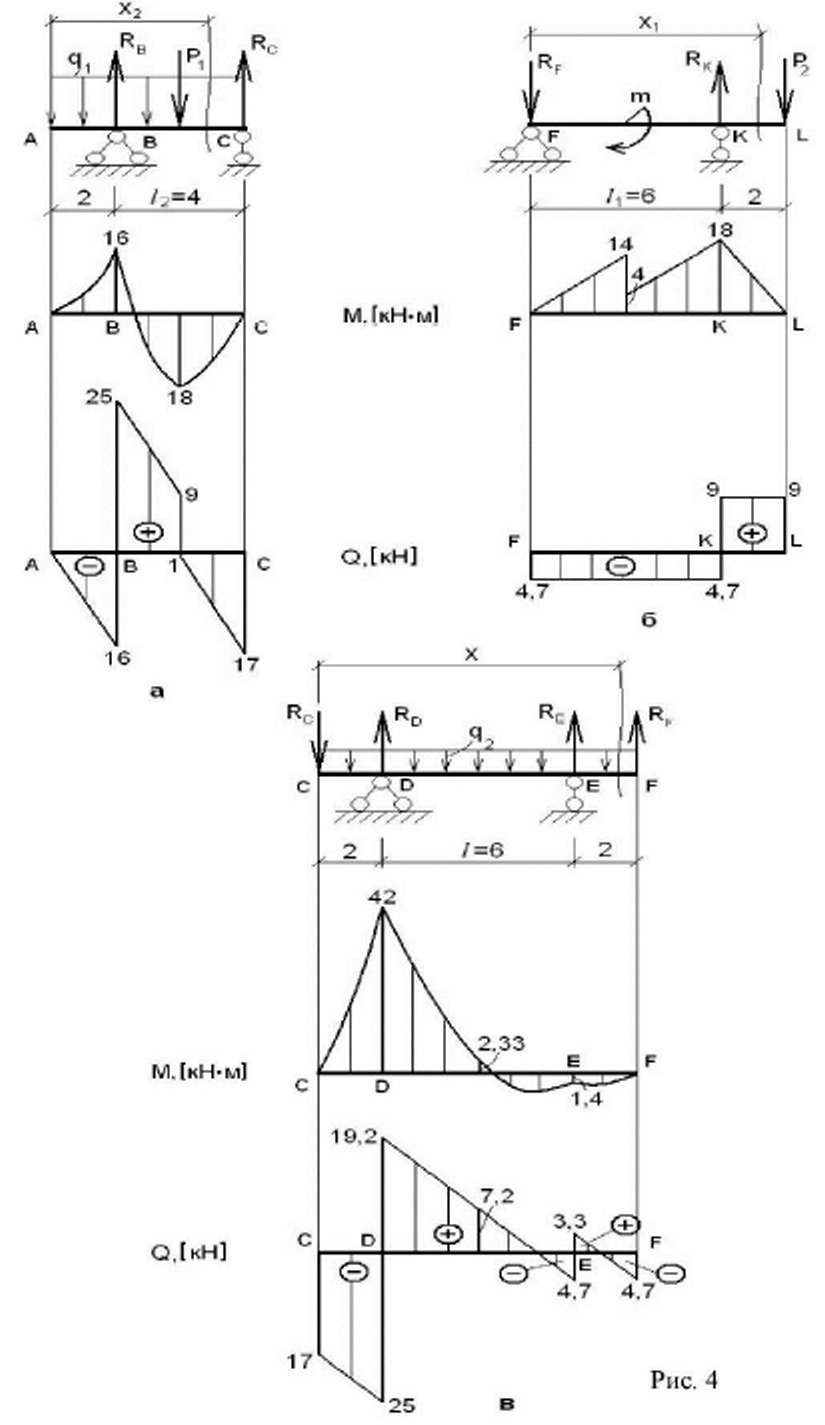 x₂ x₁
R_B P₁ R_C R_F R_K P₂
q₁ m
A B C F K L
2 l₂=4 l₁=6 2
16 14 4 18
A B C M.[кН·м] F K L
18
25
9 9 9
A − + B 1 C Q,[кН] F K + L
−
4,7 4,7
16 17 б
а
x
R_C R_D q₂ R_E R_K
C D E F
2 l=6 2
42
2,33
M.[кН·м] C D E F
1,4
19,2
7,2 3,3 +
C D + E F
Q,[кН] − − −
4,7 4,7
17
25 в Рис. 4